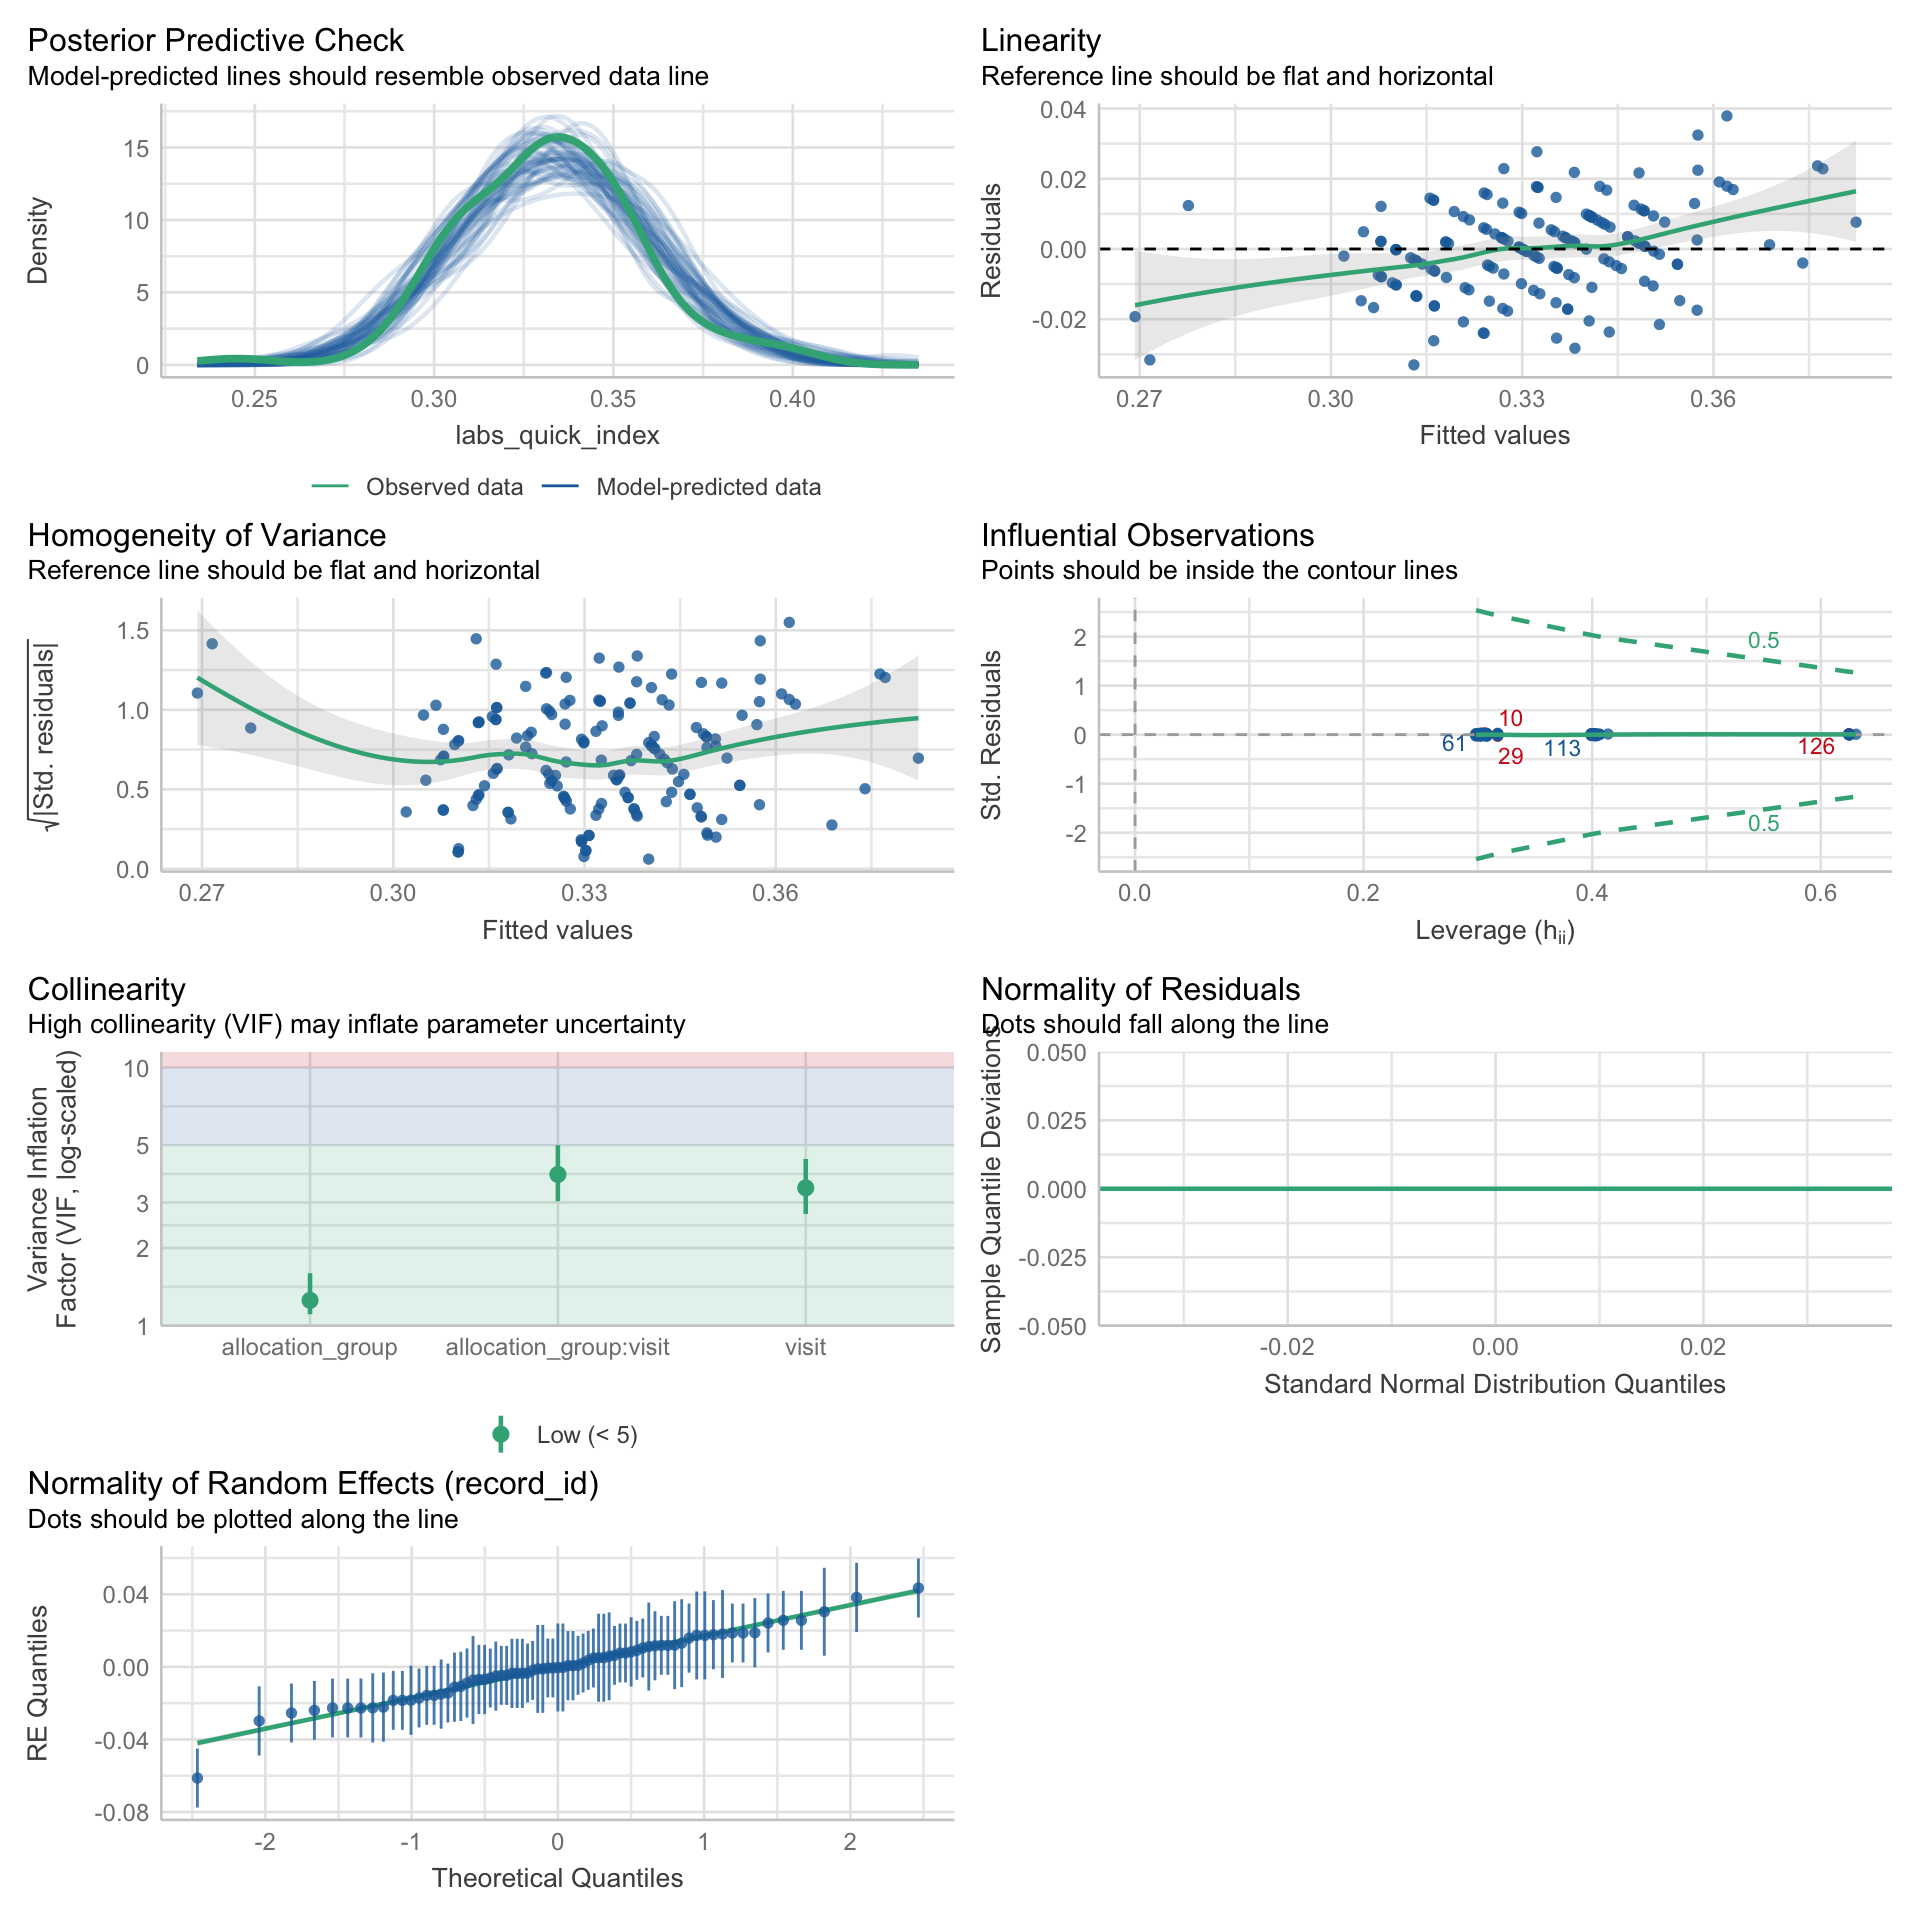 Posterior Predictive Check
Model-predicted lines should resemble observed data line
Density
15
10
5
0
0.25
0.30
0.35
0.40
labs_quick_index
Observed data
Model-predicted data
Linearity
Reference line should be flat and horizontal
Residuals
0.04
0.02
0.00
-0.02
0.27
0.30
0.33
0.36
Fitted values
Homogeneity of Variance
Reference line should be flat and horizontal
√|Std. residuals|
1.5
1.0
0.5
0.0
0.27
0.30
0.33
0.36
Fitted values
Influential Observations
Points should be inside the contour lines
Std. Residuals
2
1
0
-1
-2
0.5
10
61
29
113
126
0.5
0.0
0.2
0.4
0.6
Leverage (hii)
Collinearity
High collinearity (VIF) may inflate parameter uncertainty
Variance Inflation
Factor (VIF, log-scaled)
10
5
3
2
1
allocation_group
allocation_group:visit
visit
Low (< 5)
Normality of Residuals
Dots should fall along the line
Sample Quantile Deviations
0.050
0.025
0.000
-0.025
-0.050
-0.02
0.00
0.02
Standard Normal Distribution Quantiles
Normality of Random Effects (record_id)
Dots should be plotted along the line
RE Quantiles
0.04
0.00
-0.04
-0.08
-2
-1
0
1
2
Theoretical Quantiles